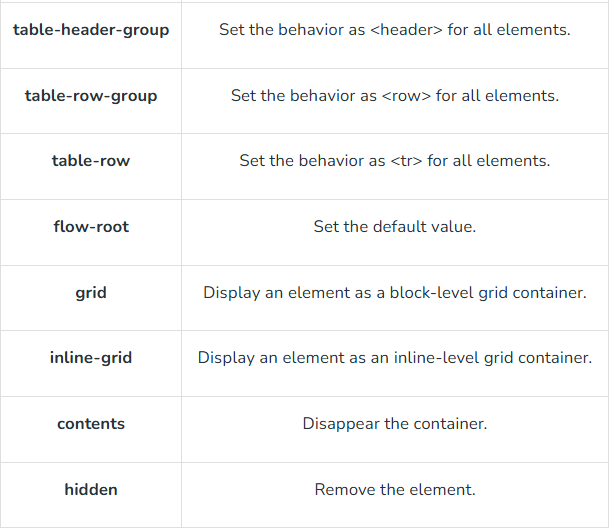 table-header-group Set the behavior as <header> for all elements.
table-row-group Set the behavior as <row> for all elements.
table-row Set the behavior as <tr> for all elements.
flow-root Set the default value.
grid Display an element as a block-level grid container.
inline-grid Display an element as an inline-level grid container.
contents Disappear the container.
hidden Remove the element.